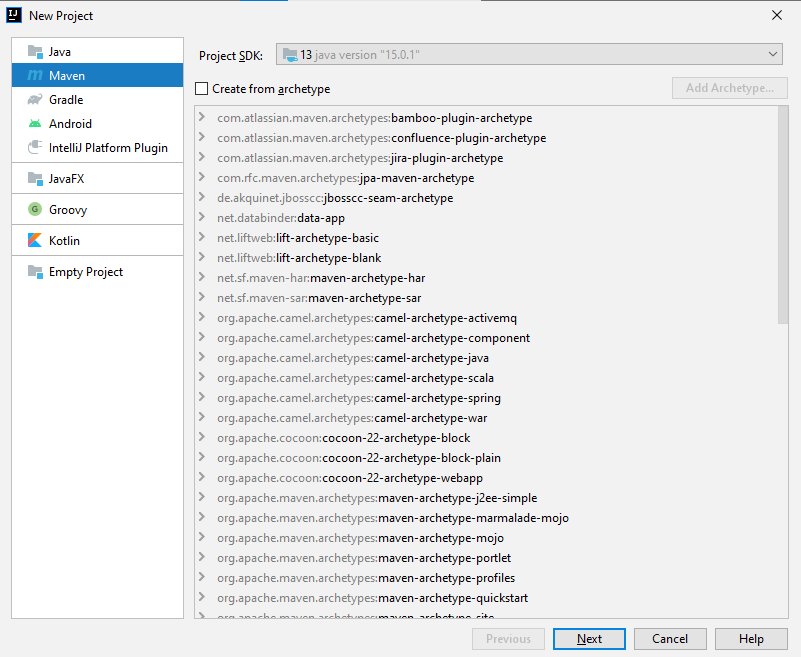 New Project
Java
Maven
Gradle
Android
IntelliJ Platform Plugin
JavaFX
Groovy
Kotlin
Empty Project
Project SDK: 13 java version "15.0.1"
Create from archetype Add Archetype...
com.atlassian.maven.archetypes:bamboo-plugin-archetype
com.atlassian.maven.archetypes:confluence-plugin-archetype
com.atlassian.maven.archetypes:jira-plugin-archetype
com.rfc.maven.archetypes:jpa-maven-archetype
de.akquinet.jbosscc:jbosscc-seam-archetype
net.databinder:data-app
net.liftweb:lift-archetype-basic
net.liftweb:lift-archetype-blank
net.sf.maven-har:maven-archetype-har
net.sf.maven-sar:maven-archetype-sar
org.apache.camel.archetypes:camel-archetype-activemq
org.apache.camel.archetypes:camel-archetype-component
org.apache.camel.archetypes:camel-archetype-java
org.apache.camel.archetypes:camel-archetype-scala
org.apache.camel.archetypes:camel-archetype-spring
org.apache.camel.archetypes:camel-archetype-war
org.apache.cocoon:cocoon-22-archetype-block
org.apache.cocoon:cocoon-22-archetype-block-plain
org.apache.cocoon:cocoon-22-archetype-webapp
org.apache.maven.archetypes:maven-archetype-j2ee-simple
org.apache.maven.archetypes:maven-archetype-marmalade-mojo
org.apache.maven.archetypes:maven-archetype-mojo
org.apache.maven.archetypes:maven-archetype-portlet
org.apache.maven.archetypes:maven-archetype-profiles
org.apache.maven.archetypes:maven-archetype-quickstart
org.apache.maven.archetypes:maven-archetype-site
Previous Next Cancel Help